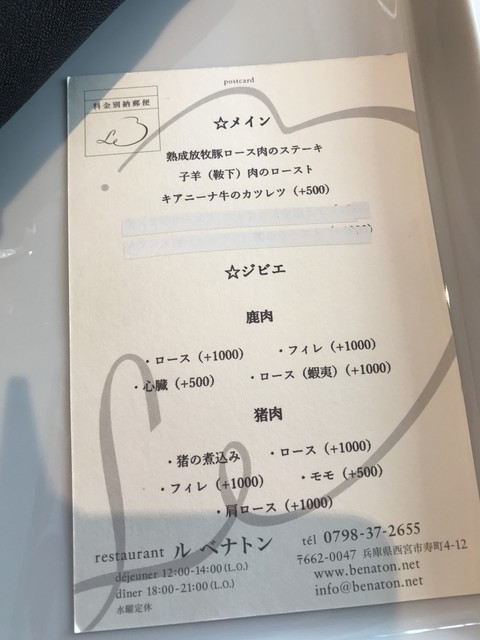 postcard
料金別納郵便
Le
☆メイン
熟成放牧豚ロース肉のステーキ
子羊（鞍下）肉のロースト
キアニーナ牛のカツレツ（+500）
☆ジビエ
鹿肉
・ロース（+1000） ・フィレ（+1000）
・心臓（+500） ・ロース（蝦夷）（+1000）
猪肉
・猪の煮込み ・ロース（+1000）
・フィレ（+1000） ・モモ（+500）
・肩ロース（+1000）
Le
restaurant ル ベナトン
déjeuner 12:00-14:00 (L.O.)
dîner 18:00-21:00 (L.O.)
水曜定休
tél 0798-37-2655
〒662-0047 兵庫県西宮市寿町4-12
www.benaton.net
info@benaton.net